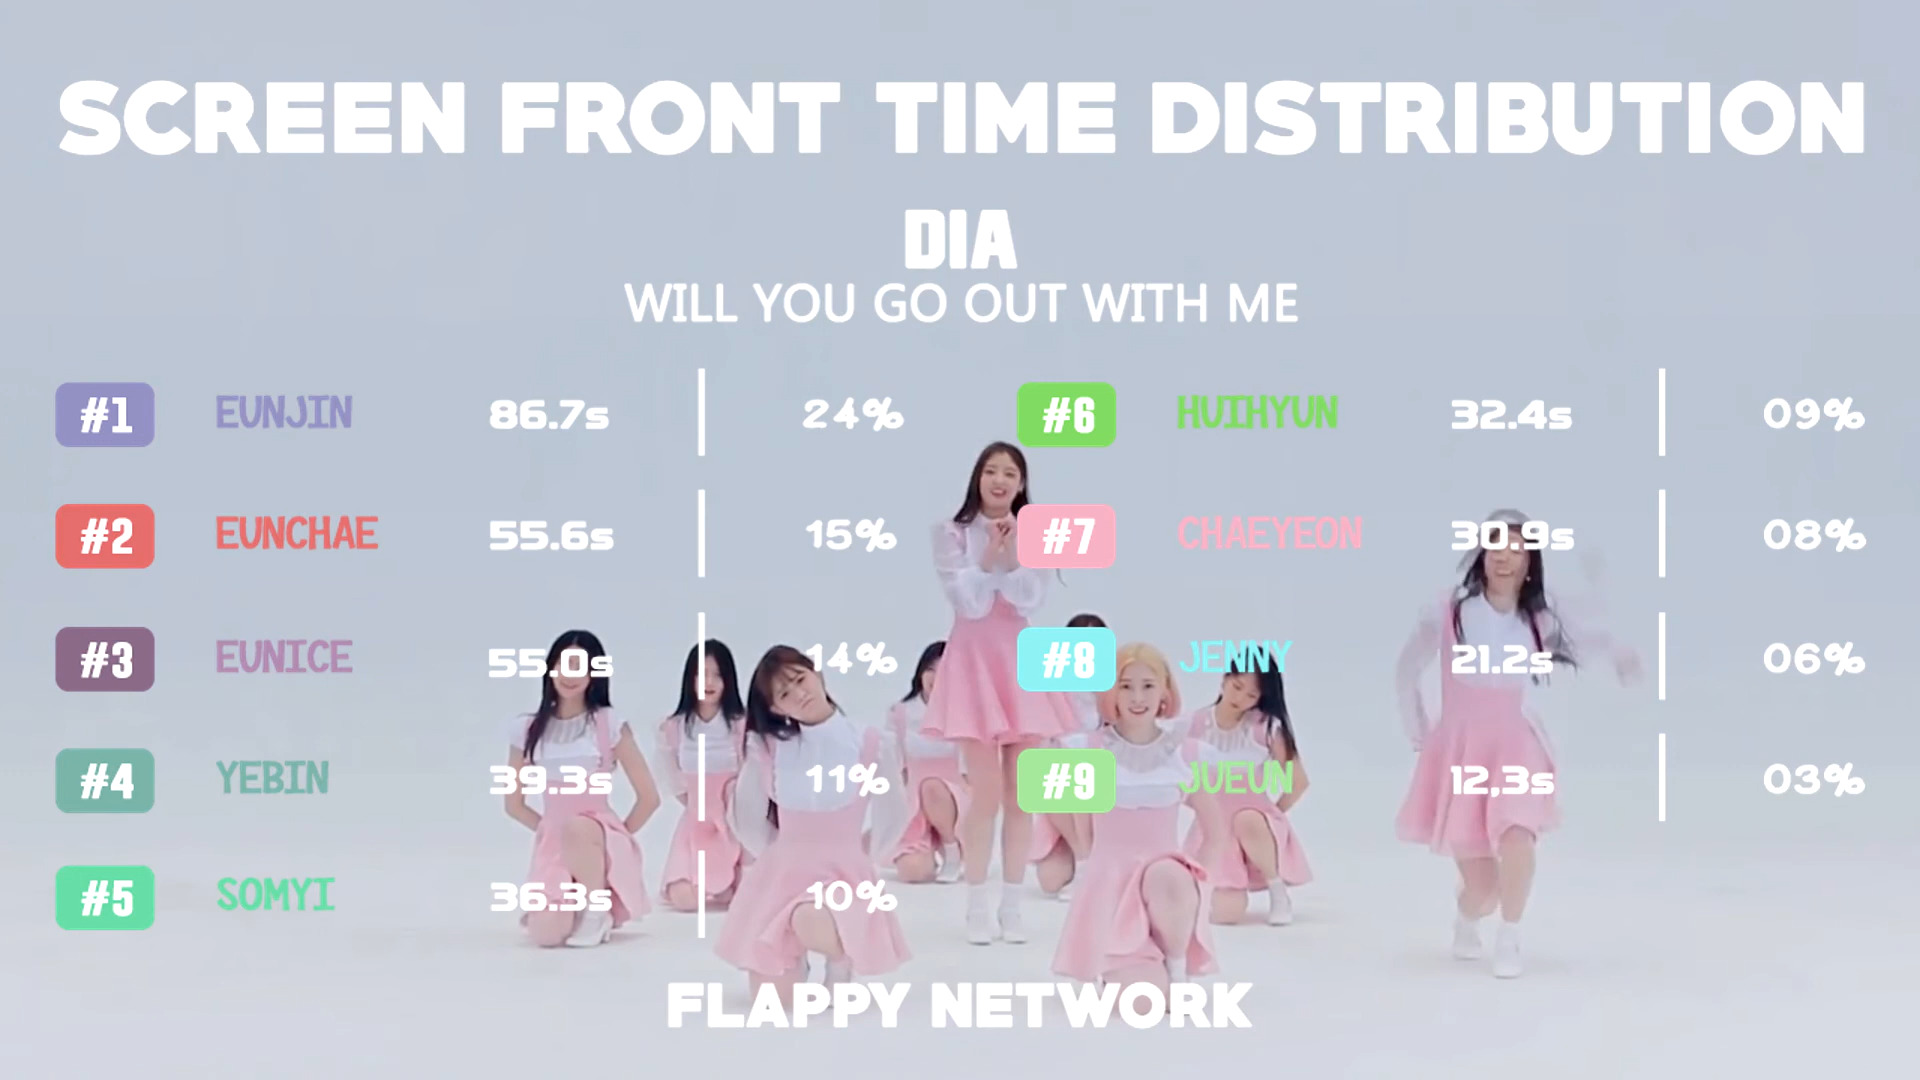 SCREEN FRONT TIME DISTRIBUTION
DIA
WILL YOU GO OUT WITH ME
#1 EUNJIN 86.7s 24%
#2 EUNCHAE 55.6s 15%
#3 EUNICE 55.0s 14%
#4 YEBIN 39.3s 11%
#5 SOMYI 36.3s 10%
#6 HUIHYUN 32.4s 09%
#7 CHAEYEON 30.9s 08%
#8 JENNY 21.2s 06%
#9 JUEUN 12,3s 03%
FLAPPY NETWORK